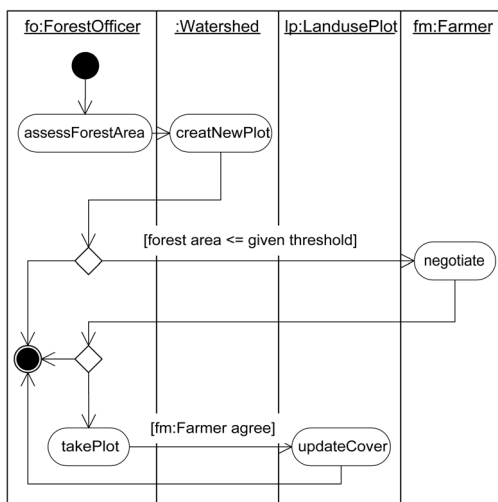 fo:ForestOfficer :Watershed lp:LandusePlot fm:Farmer
assessForestArea creatNewPlot
[forest area <= given threshold]
negotiate
[fm:Farmer agree]
takePlot updateCover